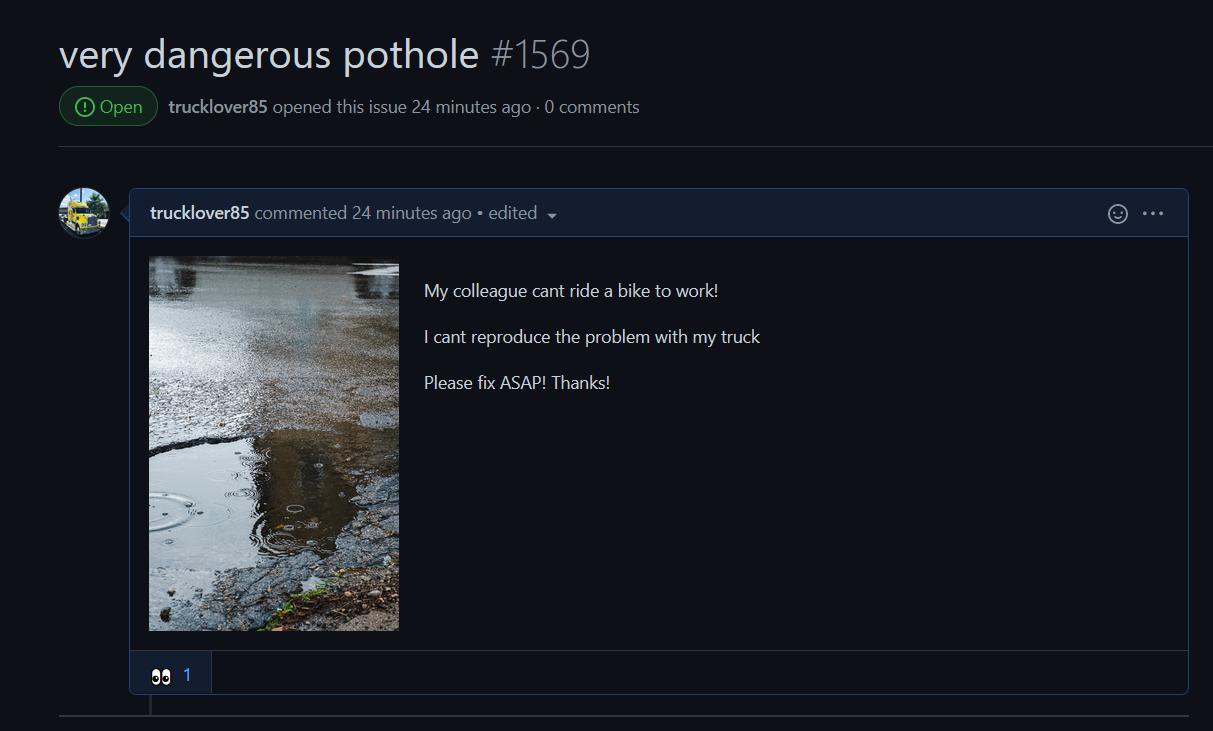 very dangerous pothole #1569
Open trucklover85 opened this issue 24 minutes ago · 0 comments
trucklover85 commented 24 minutes ago • edited
My colleague cant ride a bike to work!
I cant reproduce the problem with my truck
Please fix ASAP! Thanks!
👀 1